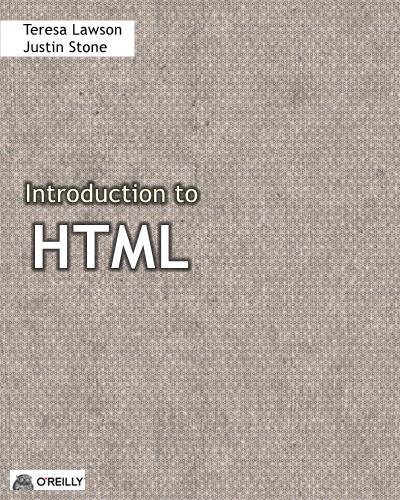 Teresa Lawson
Justin Stone
Introduction to
HTML
O'REILLY